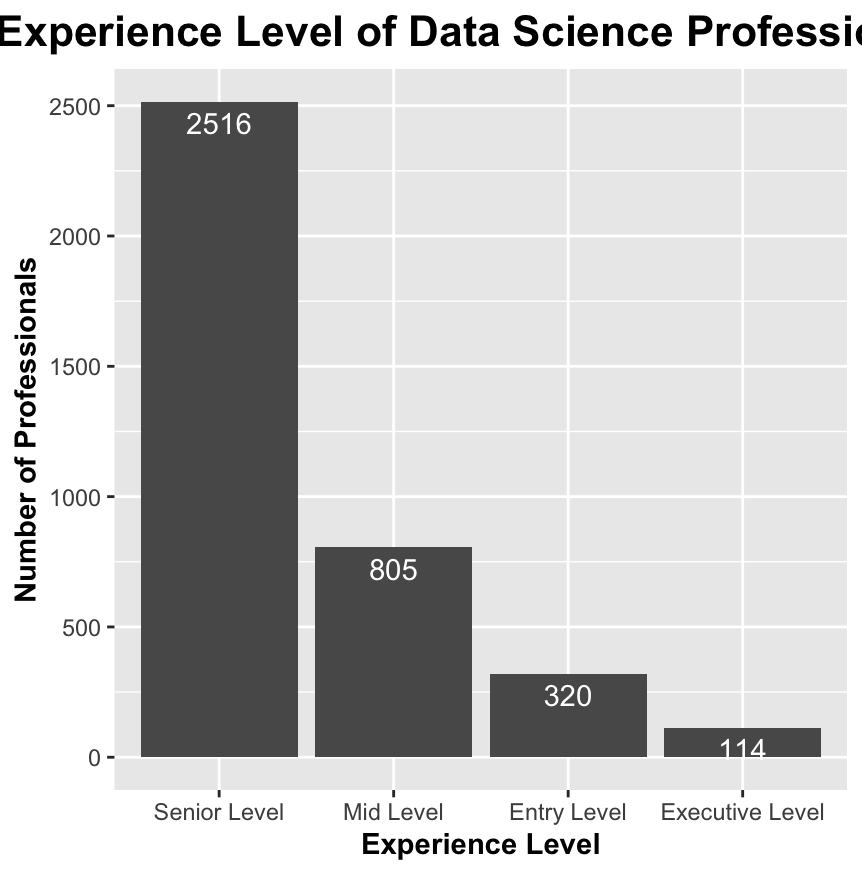 Experience Level of Data Science Professio
2500
2516
2000
1500
1000
805
500
320
114
0
Number of Professionals
Senior Level Mid Level Entry Level Executive Level
Experience Level